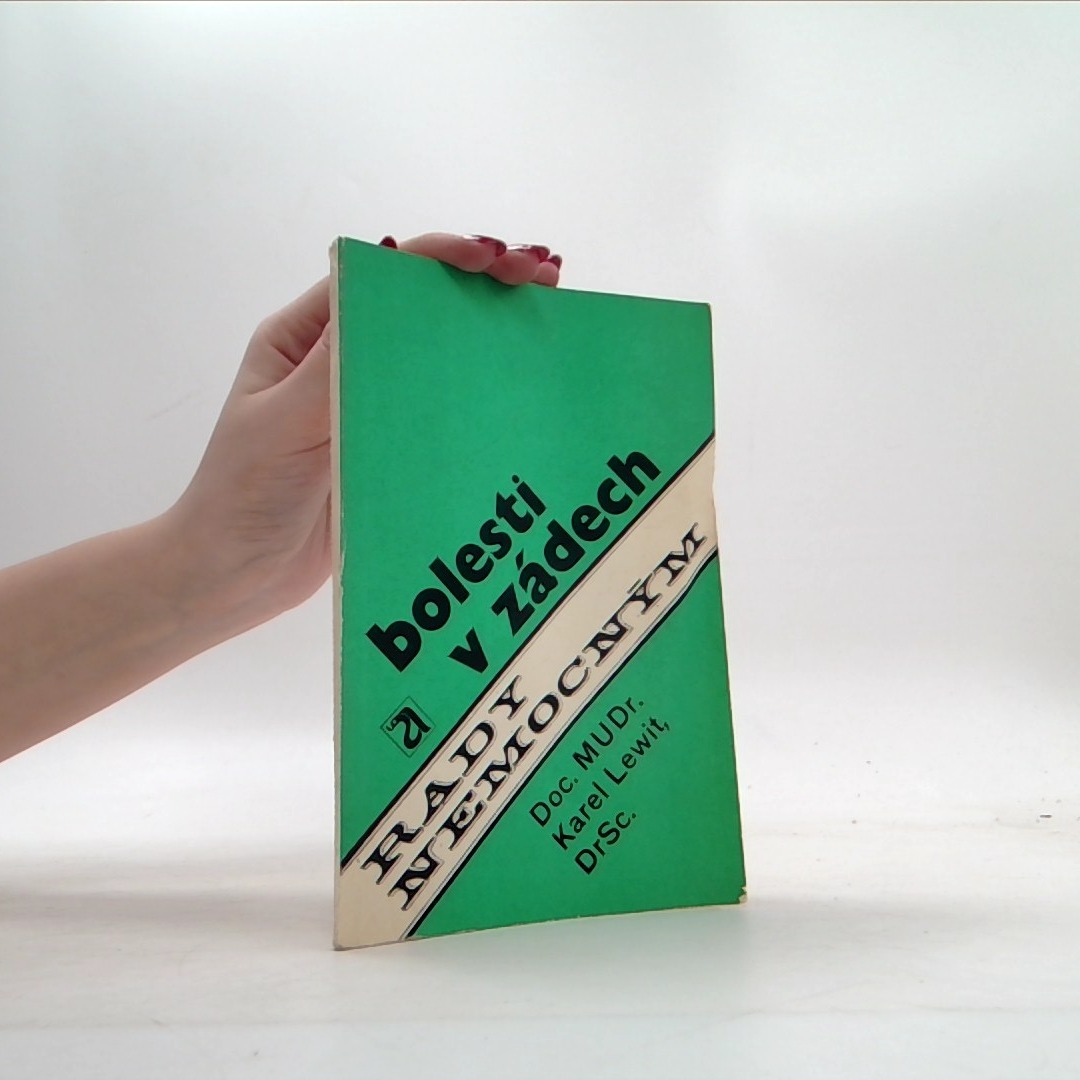 bolesti
v zádech
RADY
NEMOCNÝM
Doc. MUDr.
Karel Lewit,
DrSc.